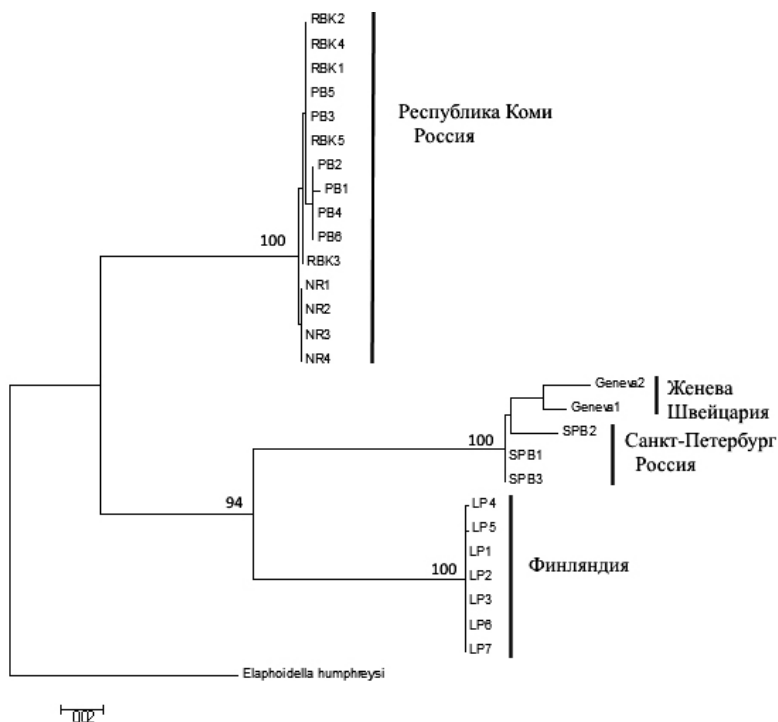 RBK2
RBK4
RBK1
PB5
PB3
RBK5
PB2
PB1
PB4
PB6
RBK3
NR1
NR2
NR3
NR4
100
Республика Коми
Россия
Geneva2
Geneva1
Женева
Швейцария
SPB2
SPB1
SPB3
100
Санкт-Петербург
Россия
94
LP4
LP5
LP1
LP2
LP3
LP6
LP7
100
Финляндия
Elaphoidella humphreysi
0.02